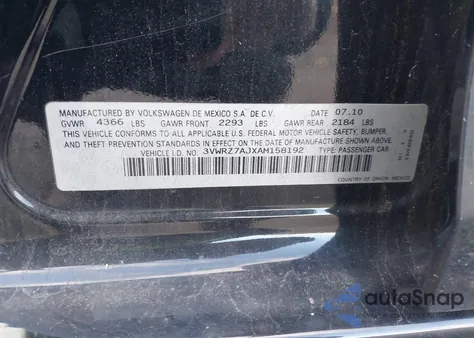 MANUFACTURED BY VOLKSWAGEN DE MEXICO S.A. DE C.V. DATE 07.10
GVWR 4366 LBS GAWR FRONT 2293 LBS GAWR REAR 2184 LBS
THIS VEHICLE CONFORMS TO ALL APPLICABLE U.S. FEDERAL MOTOR VEHICLE SAFETY, BUMPER,
AND THEFT PREVENTION STANDARDS IN EFFECT ON THE DATE OF MANUFACTURE SHOWN ABOVE.
VEHICLE I.D. NO. 3VWRZ7AJXAM158192 TYPE: PASSENGER CAR
COUNTRY OF ORIGIN: MEXICO
autoSnap